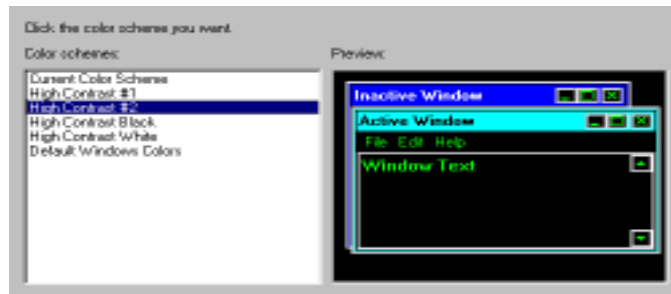 Click the color scheme you want.
Color schemes:
Preview:
Current Color Scheme
High Contrast #1
High Contrast #2
High Contrast Black
High Contrast White
Default Windows Colors
Inactive Window
Active Window
File Edit Help
Window Text